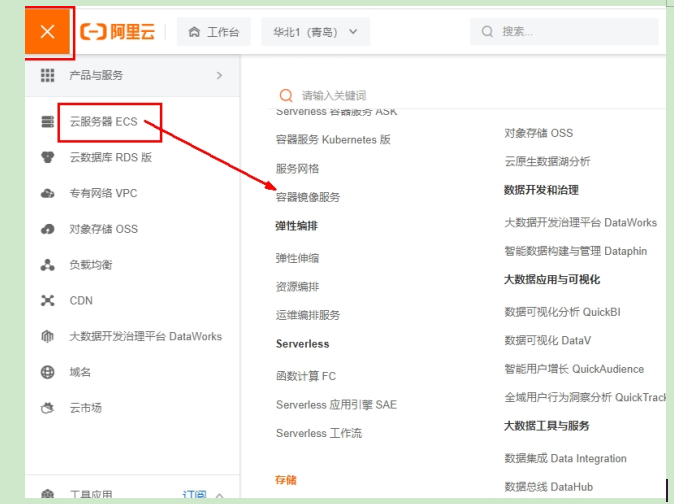 阿里云
工作台
华北1（青岛）
搜索...
产品与服务
云服务器 ECS
云数据库 RDS 版
专有网络 VPC
对象存储 OSS
负载均衡
CDN
大数据开发治理平台 DataWorks
域名
云市场
工具应用
订阅
请输入关键词
Serverless 容器服务 ASK
容器服务 Kubernetes 版
服务网格
容器镜像服务
弹性编排
弹性伸缩
资源编排
运维编排服务
Serverless
函数计算 FC
Serverless 应用引擎 SAE
Serverless 工作流
存储
对象存储 OSS
云原生数据湖分析
数据开发和治理
大数据开发治理平台 DataWorks
智能数据构建与管理 Dataphin
大数据应用与可视化
数据可视化分析 QuickBI
数据可视化 DataV
智能用户增长 QuickAudience
全域用户行为洞察分析 QuickTrack
大数据工具与服务
数据集成 Data Integration
数据总线 DataHub